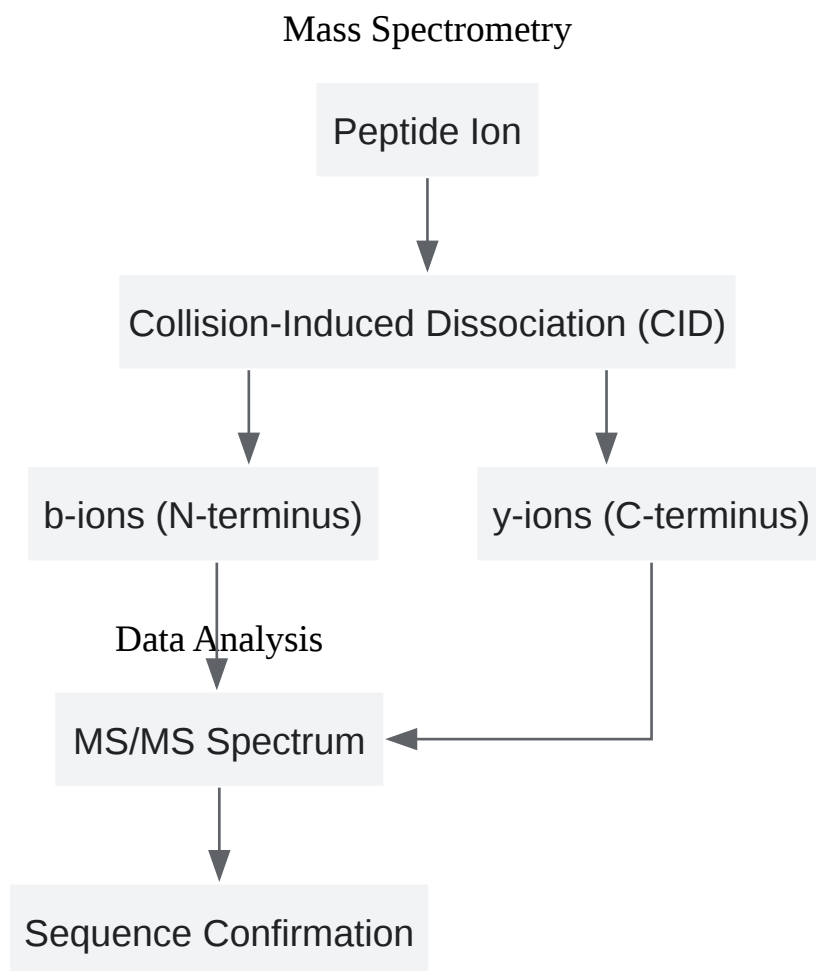 Mass Spectrometry
Peptide Ion
Collision-Induced Dissociation (CID)
b-ions (N-terminus)
y-ions (C-terminus)
Data Analysis
MS/MS Spectrum
Sequence Confirmation